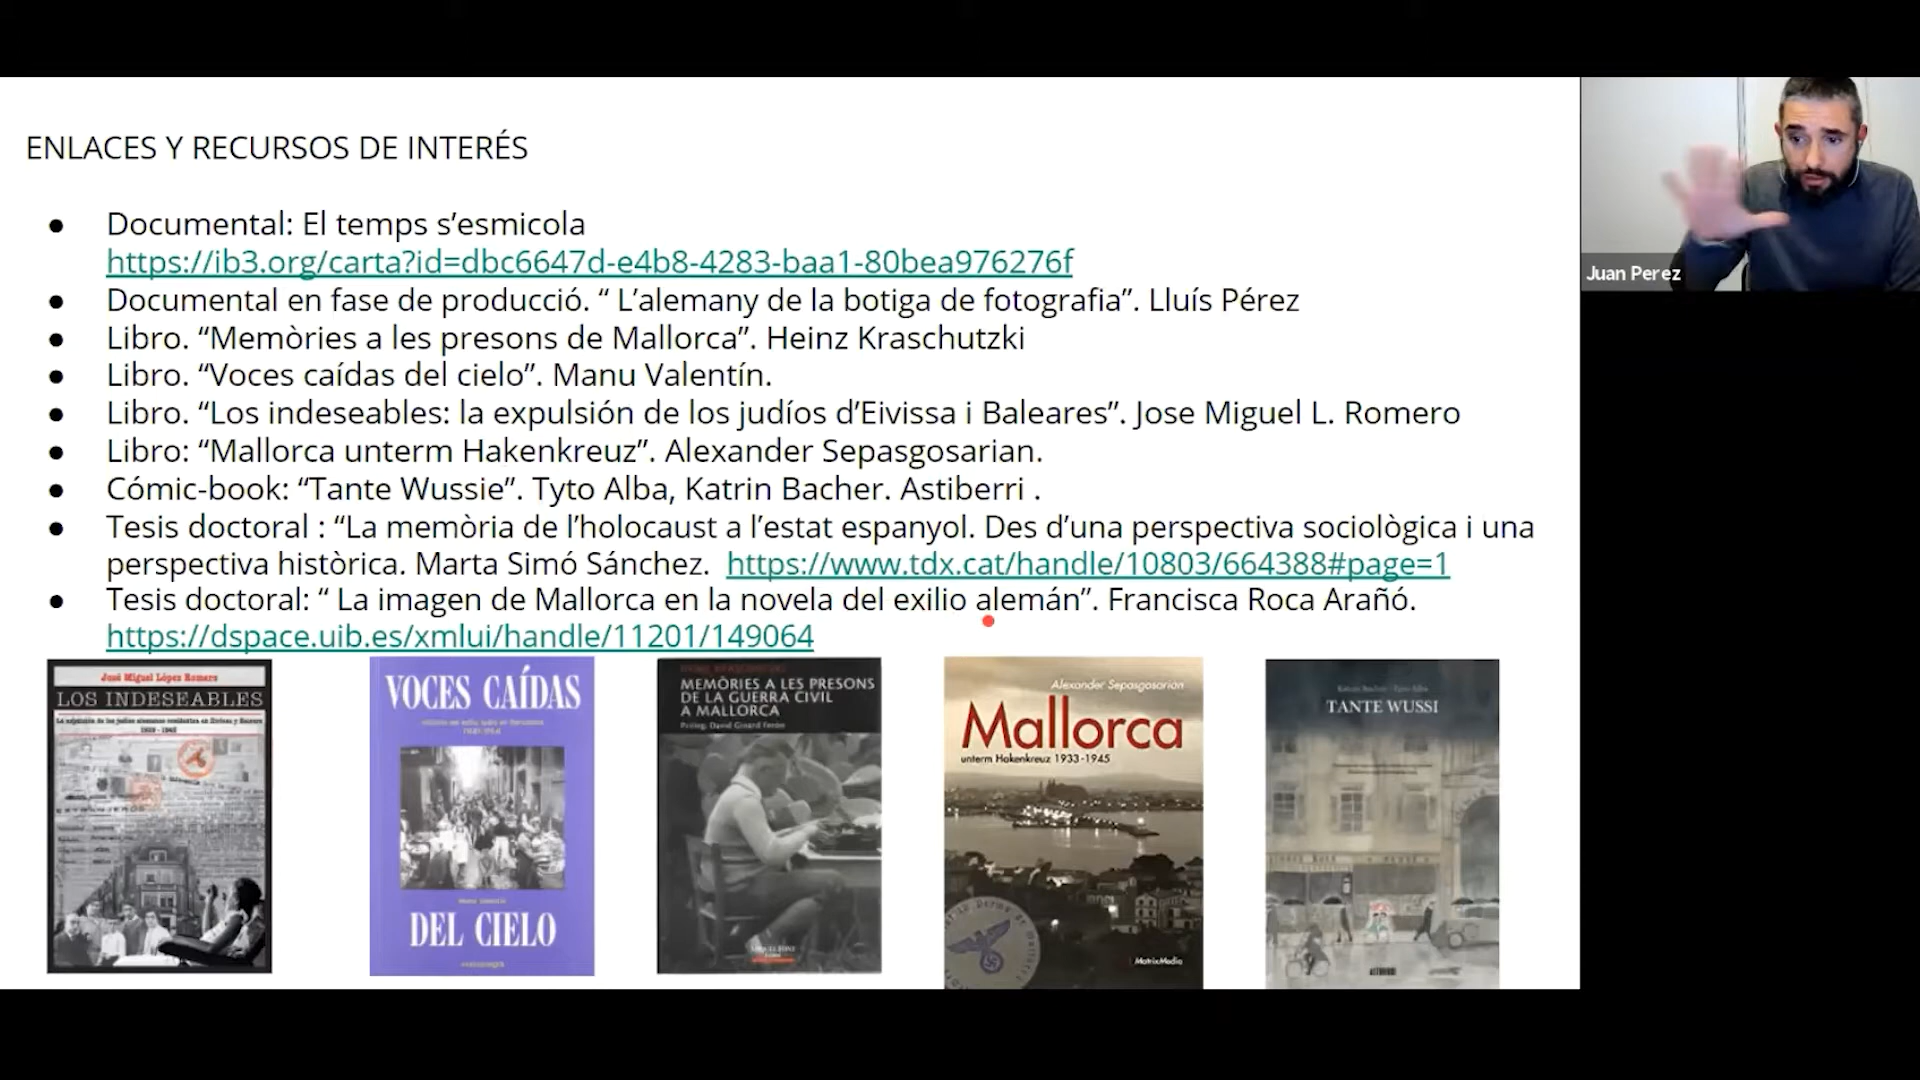 ENLACES Y RECURSOS DE INTERÉS
● Documental: El temps s’esmicola
https://ib3.org/carta?id=dbc6647d-e4b8-4283-baa1-80bea976276f
● Documental en fase de producció. “ L’alemany de la botiga de fotografia”. Lluís Pérez
● Libro. “Memòries a les presons de Mallorca”. Heinz Kraschutzki
● Libro. “Voces caídas del cielo”. Manu Valentín.
● Libro. “Los indeseables: la expulsión de los judíos d’Eivissa i Baleares”. Jose Miguel L. Romero
● Libro: “Mallorca unterm Hakenkreuz”. Alexander Sepasgosarian.
● Cómic-book: “Tante Wussie”. Tyto Alba, Katrin Bacher. Astiberri .
● Tesis doctoral : “La memòria de l’holocaust a l’estat espanyol. Des d’una perspectiva sociològica i una
perspectiva històrica. Marta Simó Sánchez. https://www.tdx.cat/handle/10803/664388#page=1
● Tesis doctoral: “ La imagen de Mallorca en la novela del exilio alemán”. Francisca Roca Arañó.
https://dspace.uib.es/xmlui/handle/11201/149064
José Miguel López Romero
LOS INDESEABLES
VOCES CAÍDAS
DEL CIELO
MEMÒRIES A LES PRESONS
DE LA GUERRA CIVIL
A MALLORCA
Alexander Sepasgosarian
Mallorca
unterm Hakenkreuz 1933-1945
MatrixMedia
TANTE WUSSI
Juan Perez